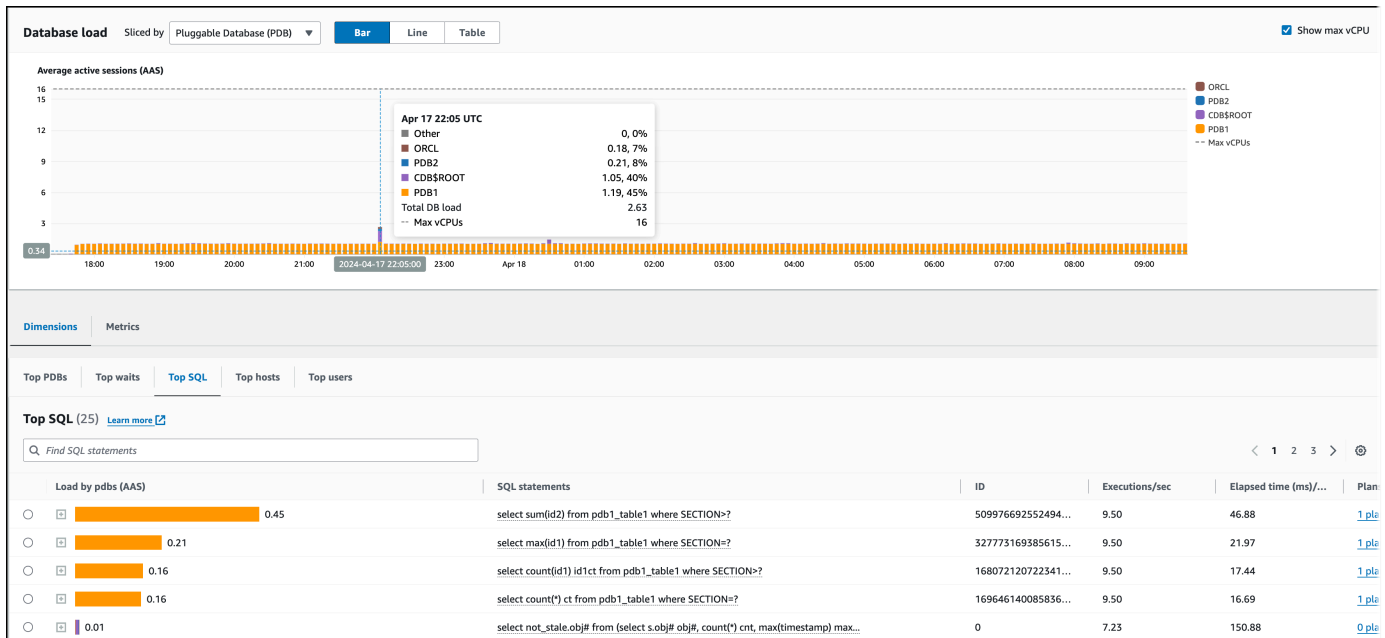 Database load Sliced by Pluggable Database (PDB) Bar Line Table Show max vCPU
Average active sessions (AAS)
16
15
12
9
6
3
0.34
18:00 19:00 20:00 21:00 2024-04-17 22:05:00 23:00 Apr 18 01:00 02:00 03:00 04:00 05:00 06:00 07:00 08:00 09:00
Apr 17 22:05 UTC
Other 0, 0%
ORCL 0.18, 7%
PDB2 0.21, 8%
CDB$ROOT 1.05, 40%
PDB1 1.19, 45%
Total DB load 2.63
Max vCPUs 16
ORCL
PDB2
CDB$ROOT
PDB1
Max vCPUs
Dimensions Metrics
Top PDBs Top waits Top SQL Top hosts Top users
Top SQL (25) Learn more
Find SQL statements 1 2 3
Load by pdbs (AAS) SQL statements ID Executions/sec Elapsed time (ms)/... Plan
0.45 select sum(id2) from pdb1_table1 where SECTION>? 509976692552494... 9.50 46.88 1 pla
0.21 select max(id1) from pdb1_table1 where SECTION=? 327773169385615... 9.50 21.97 1 pla
0.16 select count(id1) id1ct from pdb1_table1 where SECTION>? 168072120722341... 9.50 17.44 1 pla
0.16 select count(*) ct from pdb1_table1 where SECTION=? 169646140085836... 9.50 16.69 1 pla
0.01 select not_stale.obj# from (select s.obj# obj#, count(*) cnt, max(timestamp) max... 0 7.23 150.88 0 pla